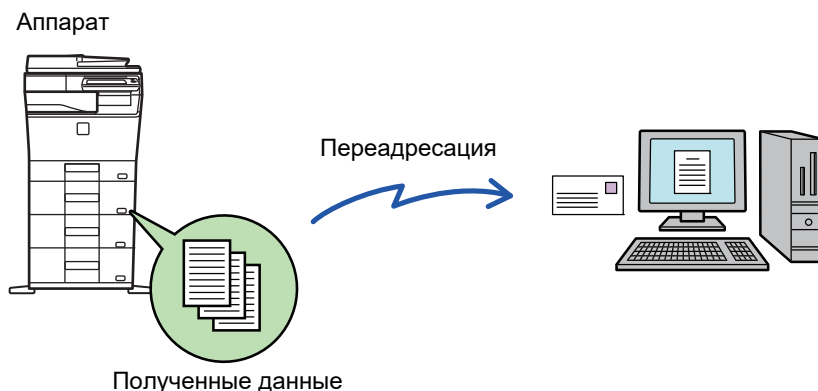 Аппарат
Переадресация
Полученные данные